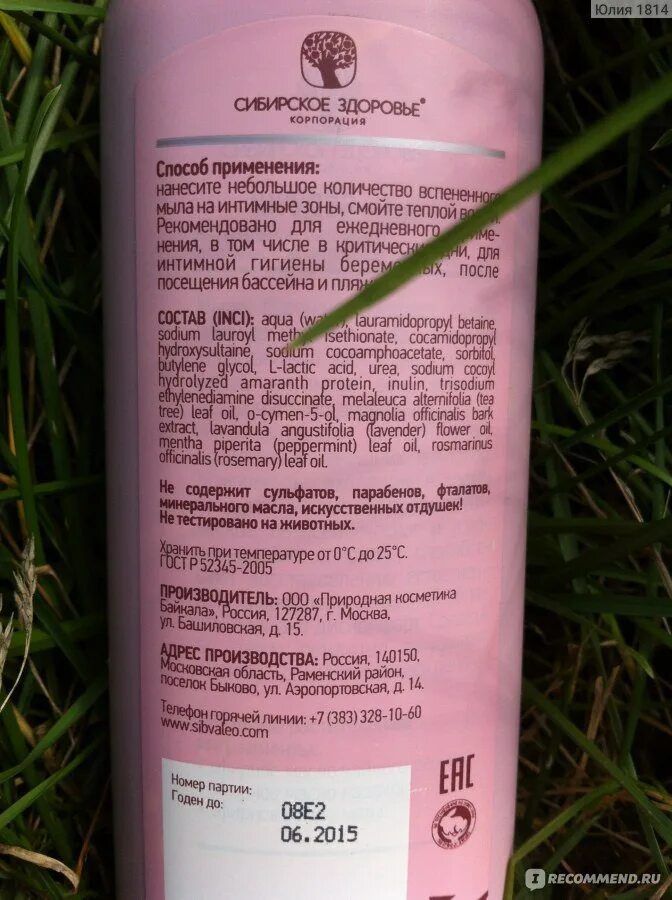 Юлия 1814
СИБИРСКОЕ ЗДОРОВЬЕ®
КОРПОРАЦИЯ
Способ применения:
нанесите небольшое количество вспененного
мыла на интимные зоны, смойте теплой
Рекомендовано для ежедневного
нения, в том числе в критические дни, для
интимной гигиены беременных, после
посещения бассейна и
СОСТАВ (INCI): aqua (water), lauramidopropyl betaine,
sodium lauroyl methyl isethionate, cocamidopropyl
hydroxysultaine, sodium cocoamphoacetate, sorbitol,
butylene glycol, L-lactic acid, urea, sodium cocoyl
hydrolyzed amaranth protein, inulin, trisodium
ethylenediamine disuccinate, melaleuca alternifolia (tea
tree) leaf oil, o-cymen-5-ol, magnolia officinalis bark
extract, lavandula angustifolia (lavender) flower oil,
mentha piperita (peppermint) leaf oil, rosmarinus
officinalis (rosemary) leaf oil.
Не содержит сульфатов, парабенов, фталатов,
минерального масла, искусственных отдушек!
Не тестировано на животных.
Хранить при температуре от 0°С до 25°С.
ГОСТ Р 52345-2005
ПРОИЗВОДИТЕЛЬ: ООО «Природная косметика
Байкала», Россия, 127287, г. Москва,
ул. Башиловская, д. 15.
АДРЕС ПРОИЗВОДСТВА: Россия, 140150,
Московская область, Раменский район,
поселок Быково, ул. Аэропортовская, д. 14.
Телефон горячей линии: +7 (383) 328-10-60
www.sibvaleo.com
Номер партии:
Годен до:
08E2
06.2015
EAC
IRECOMMEND.RU